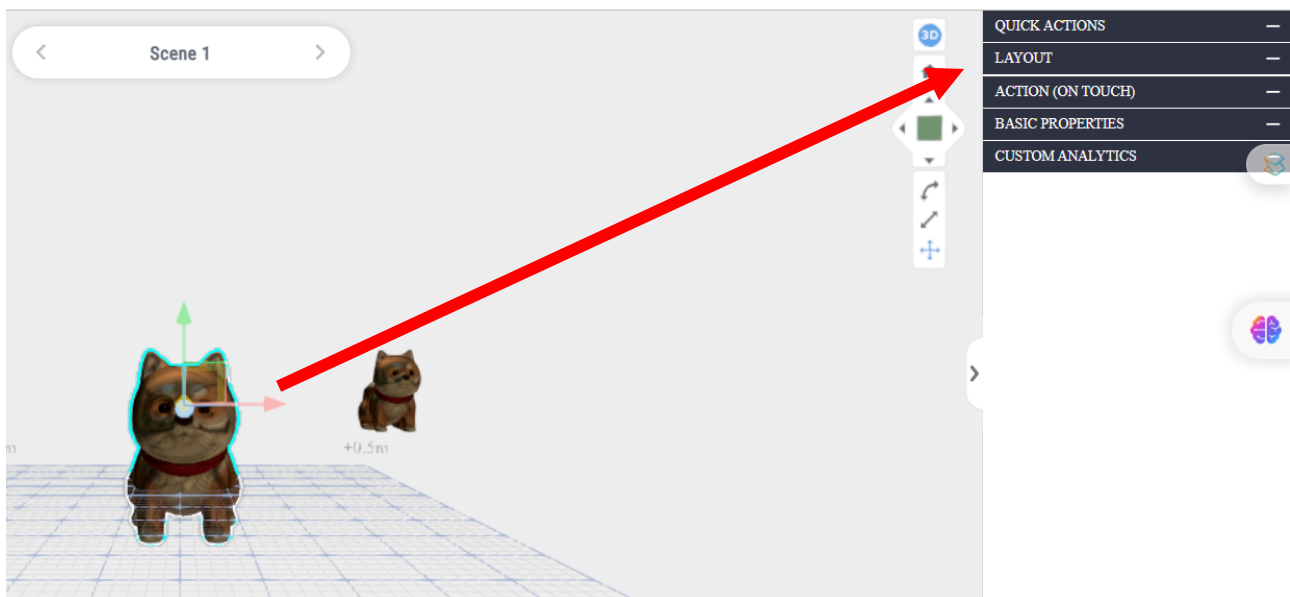 Scene 1
3D
QUICK ACTIONS
LAYOUT
ACTION (ON TOUCH)
BASIC PROPERTIES
CUSTOM ANALYTICS
+0.5m